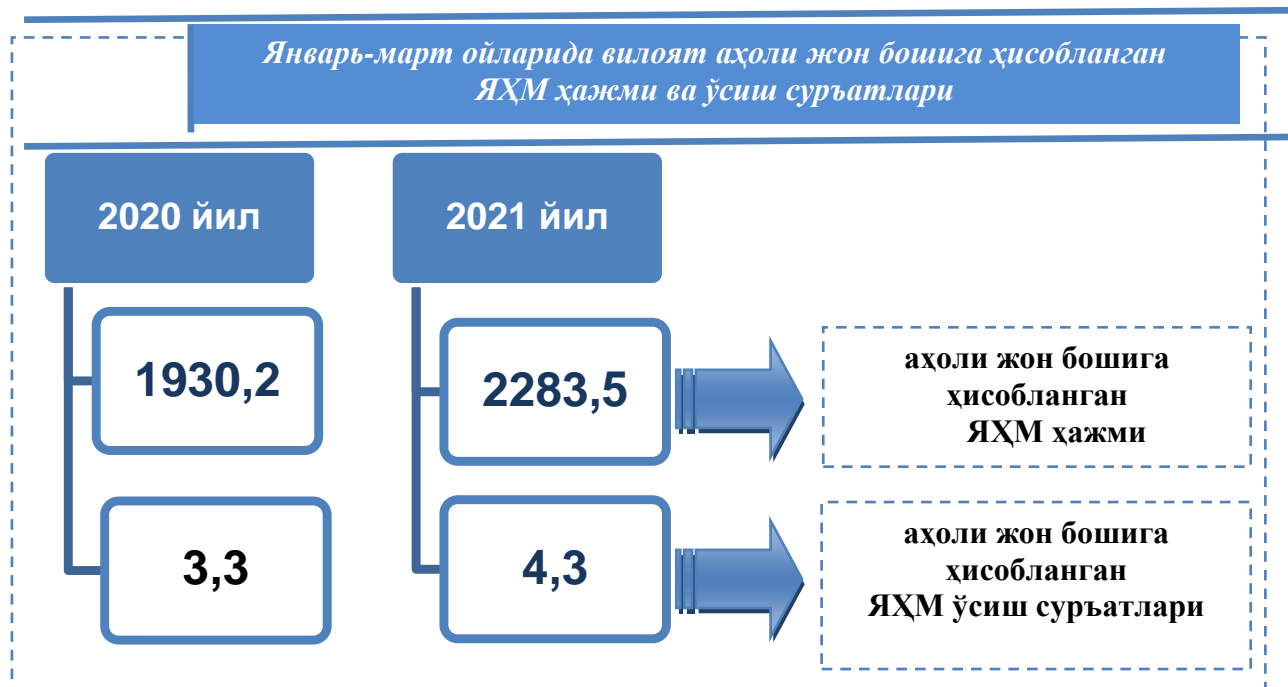 Январь-март ойларида вилоят аҳоли жон бошига ҳисобланган
ЯҲМ ҳажми ва ўсиш суръатлари
2020 йил
2021 йил
1930,2
2283,5
аҳоли жон бошига
ҳисобланган
ЯҲМ ҳажми
3,3
4,3
аҳоли жон бошига
ҳисобланган
ЯҲМ ўсиш суръатлари